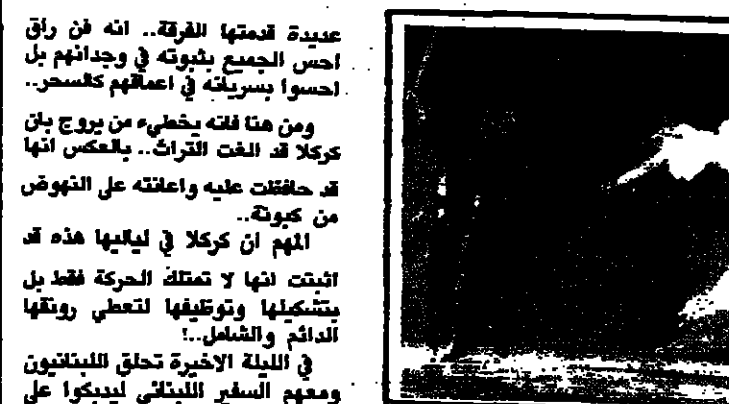 عديدة قدمتها الفرقة.. انه فن راق
احس الجميع بثبوته في وجدانهم بل
احسوا بسريانه في اعماقهم كالسحر..
ومن هنا فانه يخطيء من يروج بان
كركلا قد الغت التراث.. بالعكس انها
قد حافظت عليه واعانته على النهوض
من كبوته..
المهم ان كركلا في لياليها هذه قد
اثبتت انها لا تمتلك الحركة فقط بل
بتشكيلها وتوظيفها لتعطي رونقها
الدائم والشامل..!
في الليلة الاخيرة تحلق اللبنانيون
ومعهم السفير اللبناني ليدبكوا على